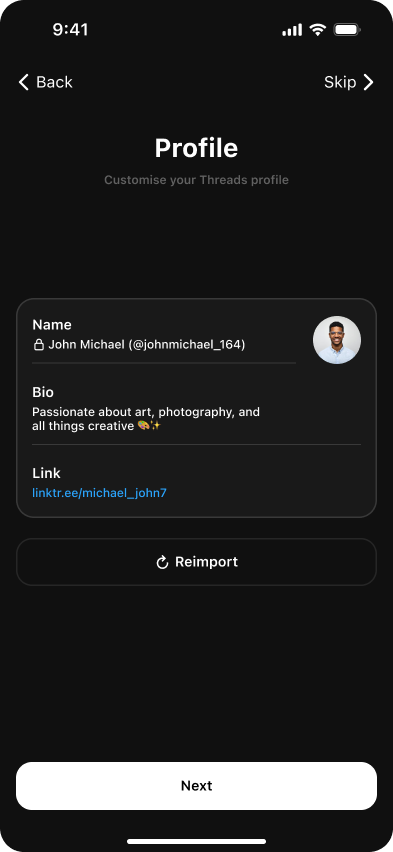 9:41
Back
Skip
Profile
Customise your Threads profile
Name
John Michael (@johnmichael_164)
Bio
Passionate about art, photography, and
all things creative 🎨✨
Link
linktr.ee/michael_john7
Reimport
Next